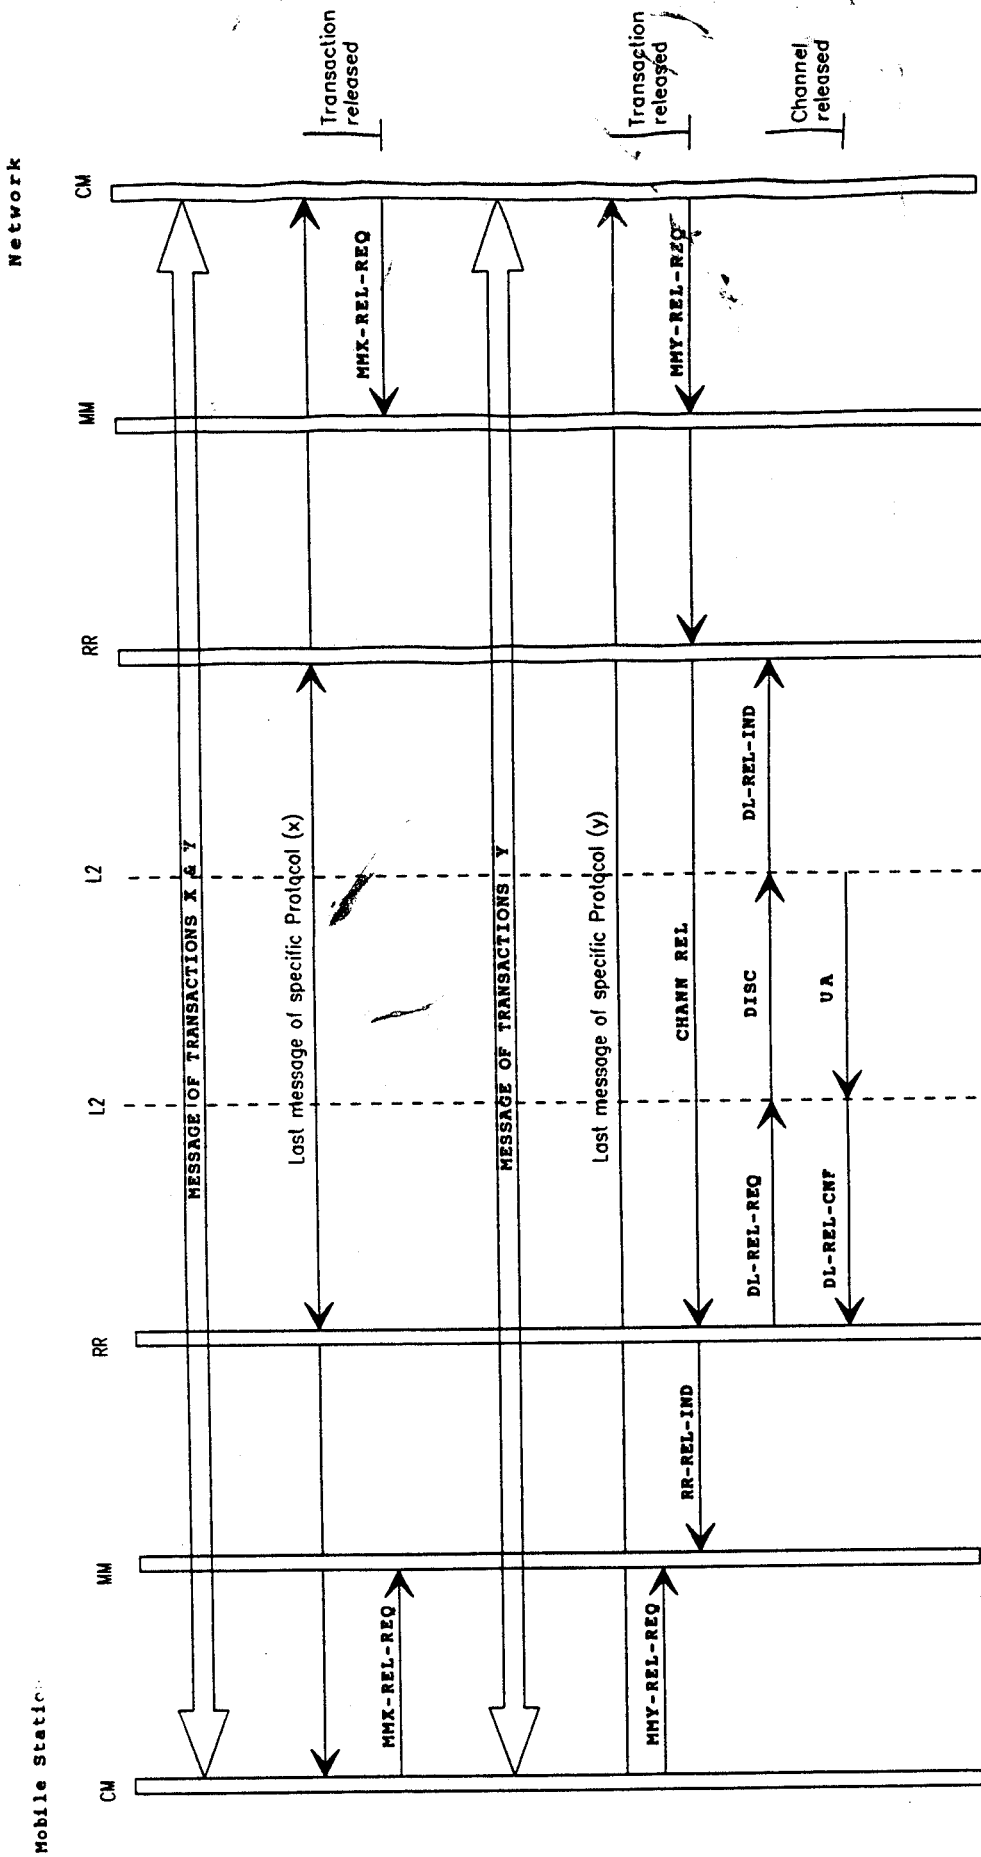 Mobile Static
Network
CM
MM
RR
L2
L2
RR
MM
CM
MESSAGE OF TRANSACTIONS X & Y
Last message of specific Protocol (x)
Transaction
released
MMX-REL-REQ
MMX-REL-REQ
MESSAGE OF TRANSACTIONS Y
Last message of specific Protocol (y)
Transaction
released
MMY-REL-REQ
RR-REL-IND
CHANN REL
MMY-REL-REQ
DL-REL-REQ
DISC
DL-REL-IND
Channel
released
DL-REL-CNF
UA